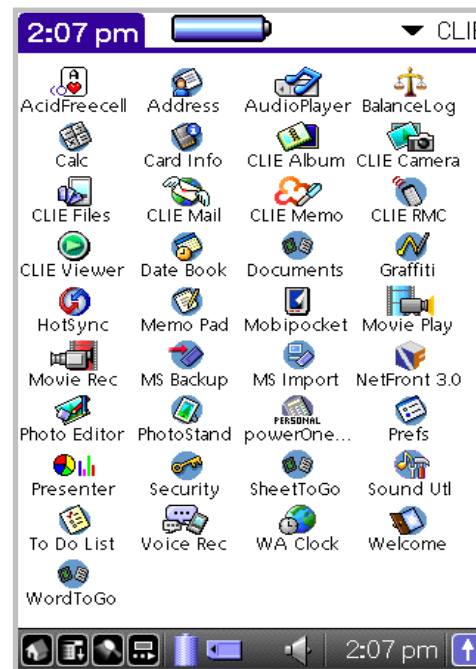 2:07 pm CLIE
AcidFreecell Address AudioPlayer BalanceLog
Calc Card Info CLIE Album CLIE Camera
CLIE Files CLIE Mail CLIE Memo CLIE RMC
CLIE Viewer Date Book Documents Graffiti
HotSync Memo Pad Mobipocket Movie Play
Movie Rec MS Backup MS Import NetFront 3.0
PERSONAL
Photo Editor PhotoStand powerOne... Prefs
Presenter Security SheetToGo Sound Utl
To Do List Voice Rec WA Clock Welcome
WordToGo
2:07 pm